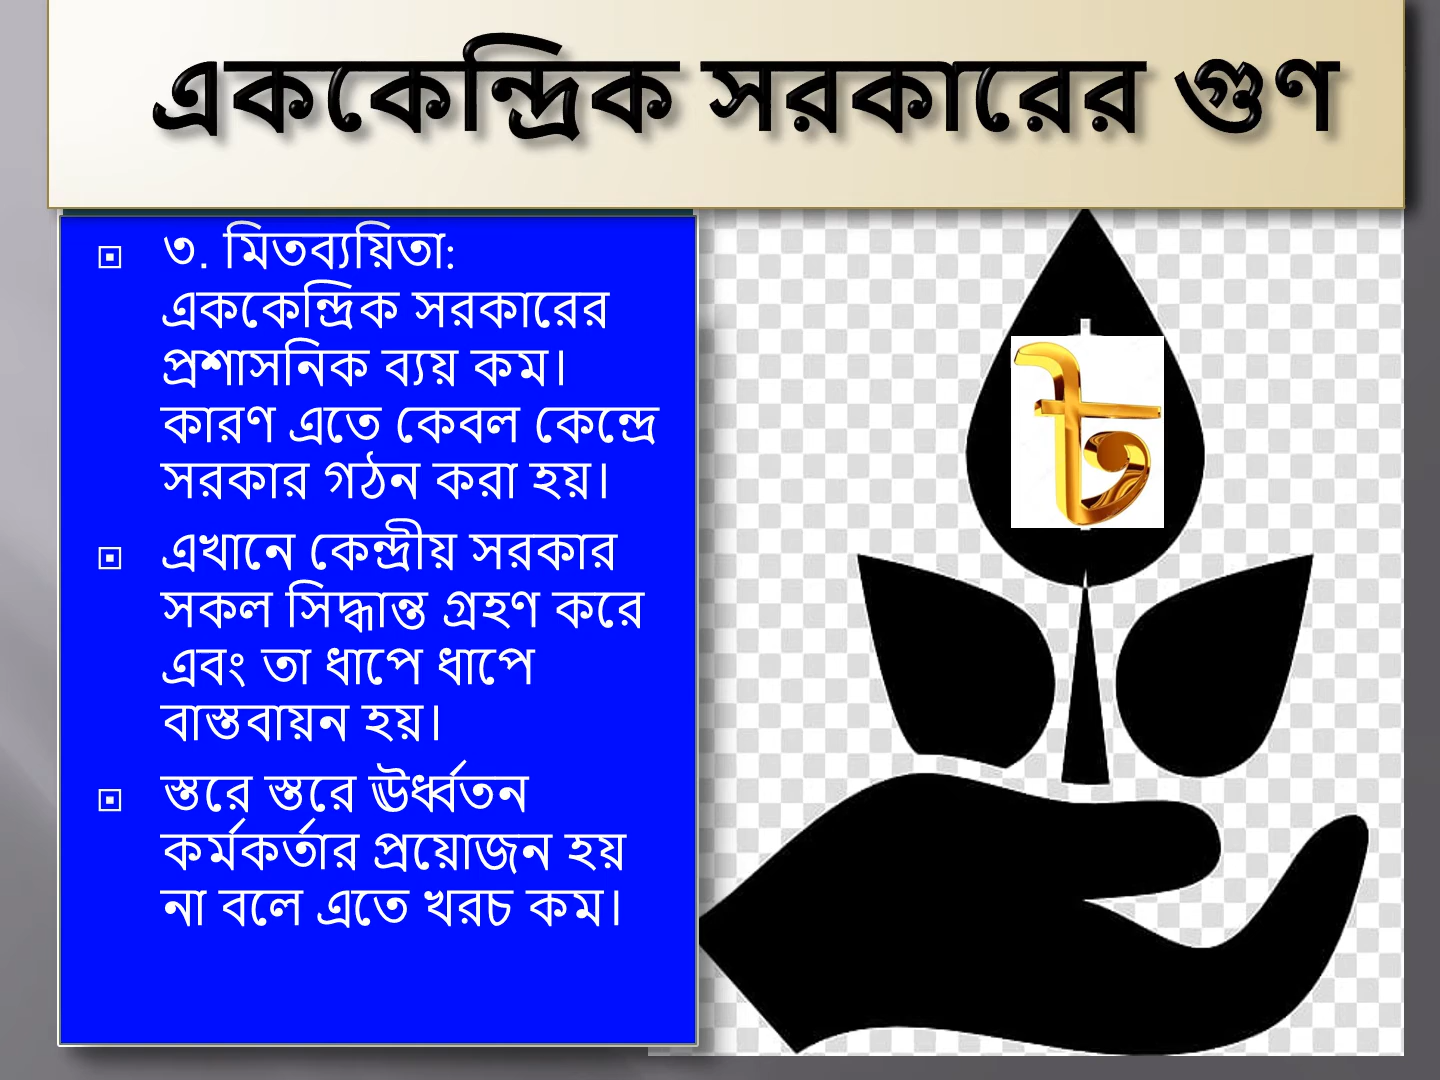 এককেন্দ্রিক সরকারের গুণ
৩. মিতব্যয়িতা:
এককেন্দ্রিক সরকারের
প্রশাসনিক ব্যয় কম।
কারণ এতে কেবল কেন্দ্রে
সরকার গঠন করা হয়।
এখানে কেন্দ্রীয় সরকার
সকল সিদ্ধান্ত গ্রহণ করে
এবং তা ধাপে ধাপে
বাস্তবায়ন হয়।
স্তরে স্তরে ঊর্ধ্বতন
কর্মকর্তার প্রয়োজন হয়
না বলে এতে খরচ কম।
৳